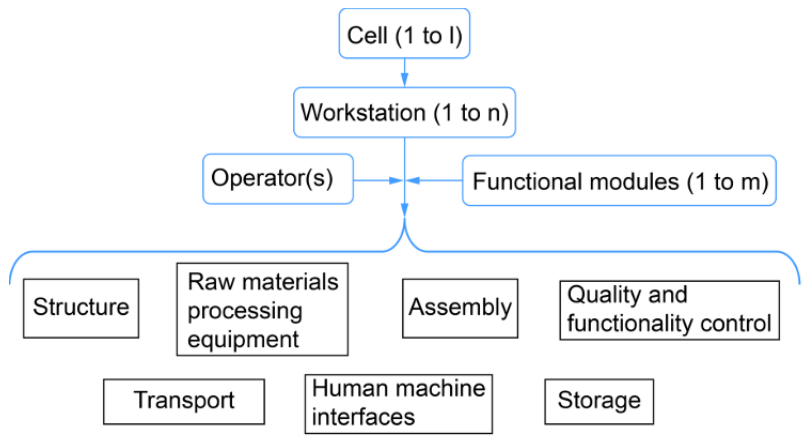 Cell (1 to l)
Workstation (1 to n)
Operator(s)
Functional modules (1 to m)
Structure
Raw materials
processing
equipment
Assembly
Quality and
functionality control
Transport
Human machine
interfaces
Storage